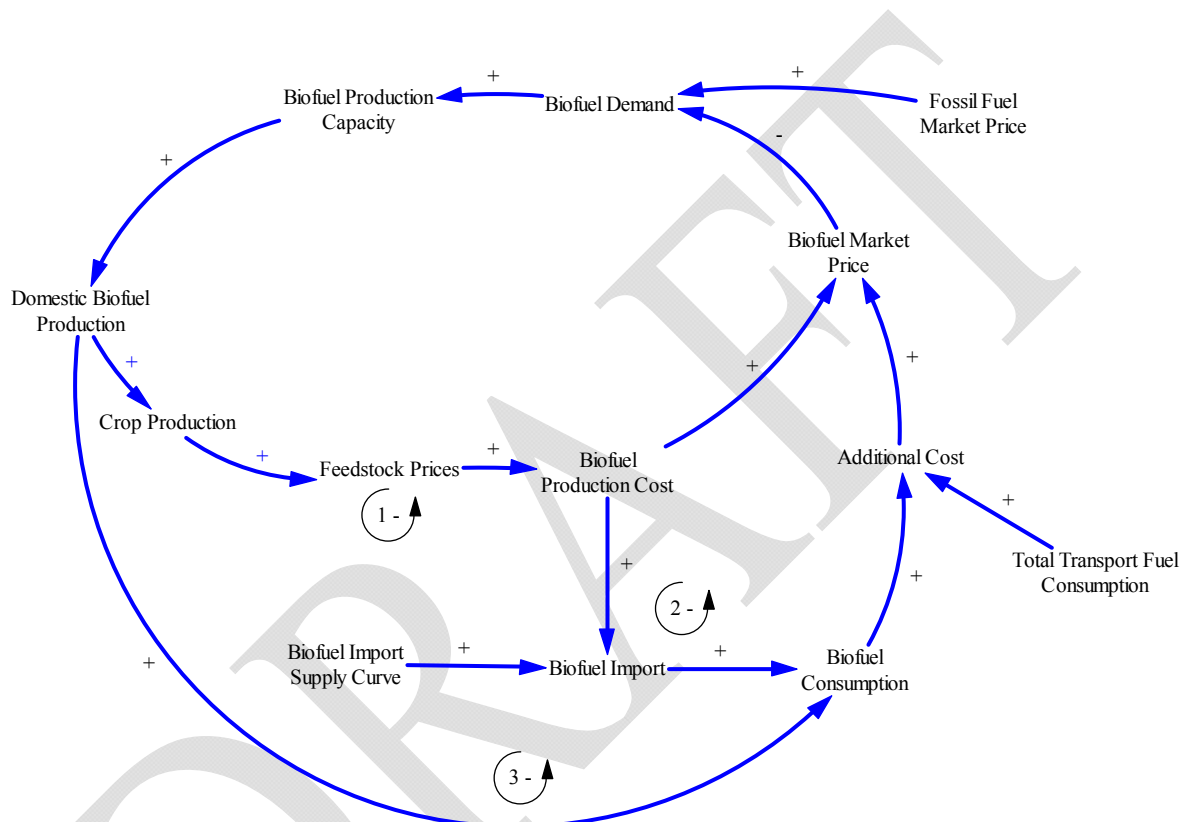 +
+
Biofuel Production
Capacity
Biofuel Demand
Fossil Fuel
Market Price
-
+
Biofuel Market
Price
Domestic Biofuel
Production
+
+
+
Crop Production
+
+
Feedstock Prices
Biofuel
Production Cost
Additional Cost
1 -
+
+
Total Transport Fuel
Consumption
+
2 -
Biofuel Import
Supply Curve
+
Biofuel Import
+
Biofuel
Consumption
+
3 -
DRAFT